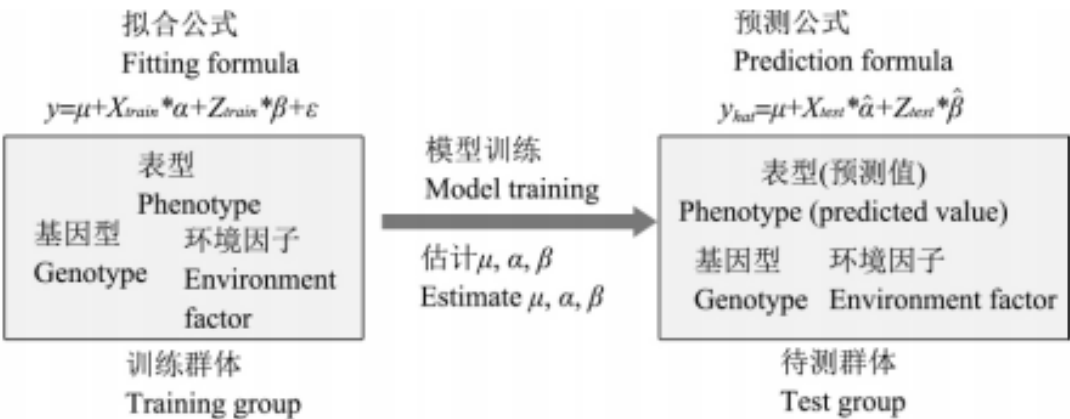 拟合公式
Fitting formula
y=μ+Xtrain*α+Ztrain*β+ε
表型
Phenotype
基因型
Genotype
环境因子
Environment
factor
训练群体
Training group
模型训练
Model training
估计μ, α, β
Estimate μ, α, β
预测公式
Prediction formula
yhat=μ+Xtest*α̂+Ztest*β̂
表型(预测值)
Phenotype (predicted value)
基因型
Genotype
环境因子
Environment factor
待测群体
Test group